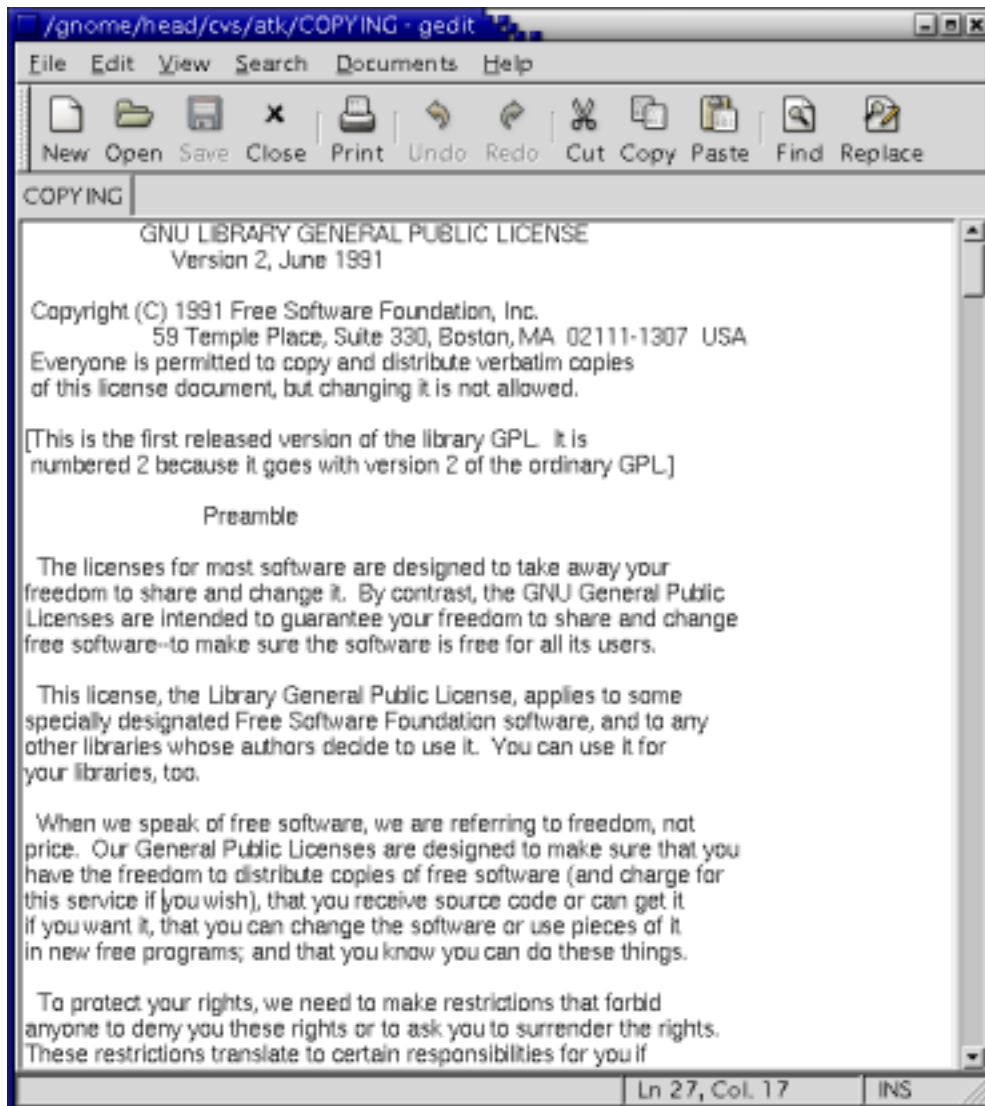 /gnome/head/cvs/atk/COPYING - gedit
File Edit View Search Documents Help
New Open Save Close Print Undo Redo Cut Copy Paste Find Replace
COPYING
GNU LIBRARY GENERAL PUBLIC LICENSE
Version 2, June 1991
Copyright (C) 1991 Free Software Foundation, Inc.
59 Temple Place, Suite 330, Boston, MA  02111-1307  USA
Everyone is permitted to copy and distribute verbatim copies
of this license document, but changing it is not allowed.
[This is the first released version of the library GPL.  It is
numbered 2 because it goes with version 2 of the ordinary GPL.]
Preamble
The licenses for most software are designed to take away your
freedom to share and change it.  By contrast, the GNU General Public
Licenses are intended to guarantee your freedom to share and change
free software--to make sure the software is free for all its users.
This license, the Library General Public License, applies to some
specially designated Free Software Foundation software, and to any
other libraries whose authors decide to use it.  You can use it for
your libraries, too.
When we speak of free software, we are referring to freedom, not
price.  Our General Public Licenses are designed to make sure that you
have the freedom to distribute copies of free software (and charge for
this service if you wish), that you receive source code or can get it
if you want it, that you can change the software or use pieces of it
in new free programs; and that you know you can do these things.
To protect your rights, we need to make restrictions that forbid
anyone to deny you these rights or to ask you to surrender the rights.
These restrictions translate to certain responsibilities for you if
Ln 27, Col. 17 INS